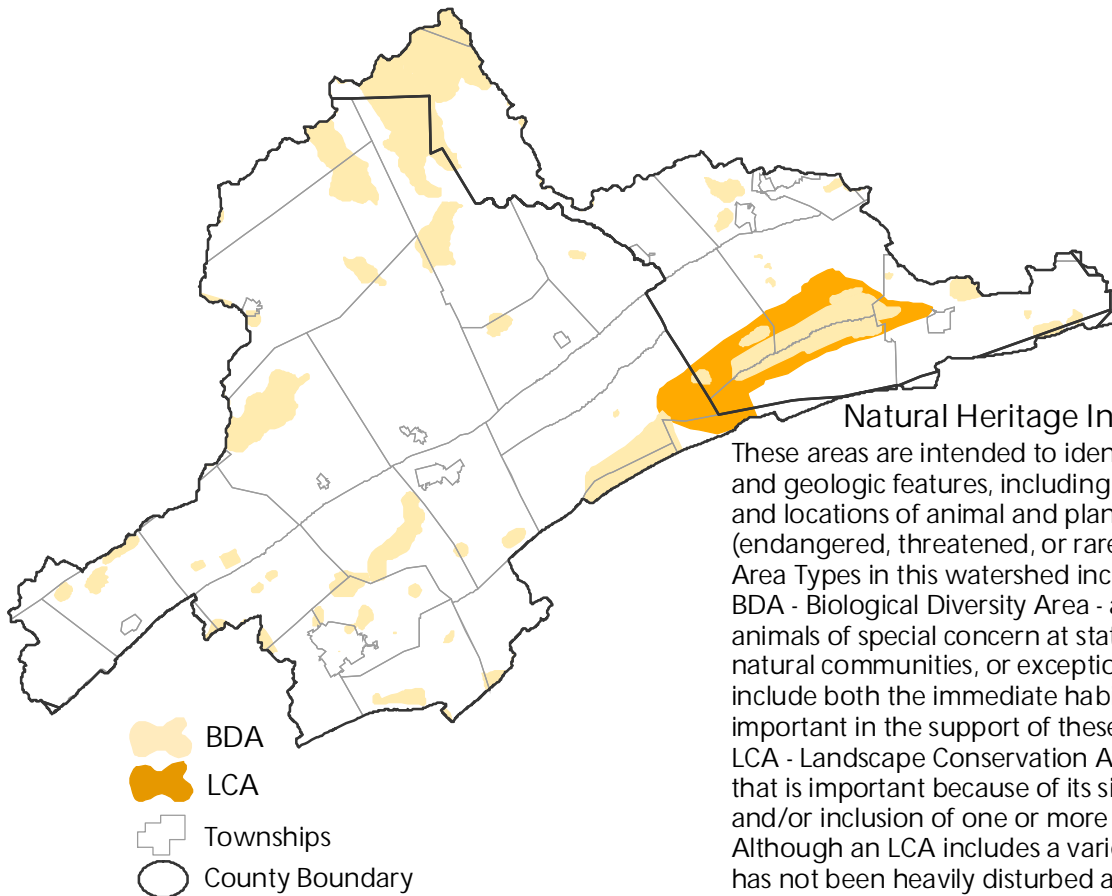 Natural Heritage In
These areas are intended to iden
and geologic features, including
and locations of animal and plan
(endangered, threatened, or rare
Area Types in this watershed inc
BDA - Biological Diversity Area - a
animals of special concern at stat
natural communities, or exceptio
include both the immediate hab
important in the support of these
LCA - Landscape Conservation A
that is important because of its si
and/or inclusion of one or more
Although an LCA includes a varie
has not been heavily disturbed a
BDA
LCA
Townships
County Boundary